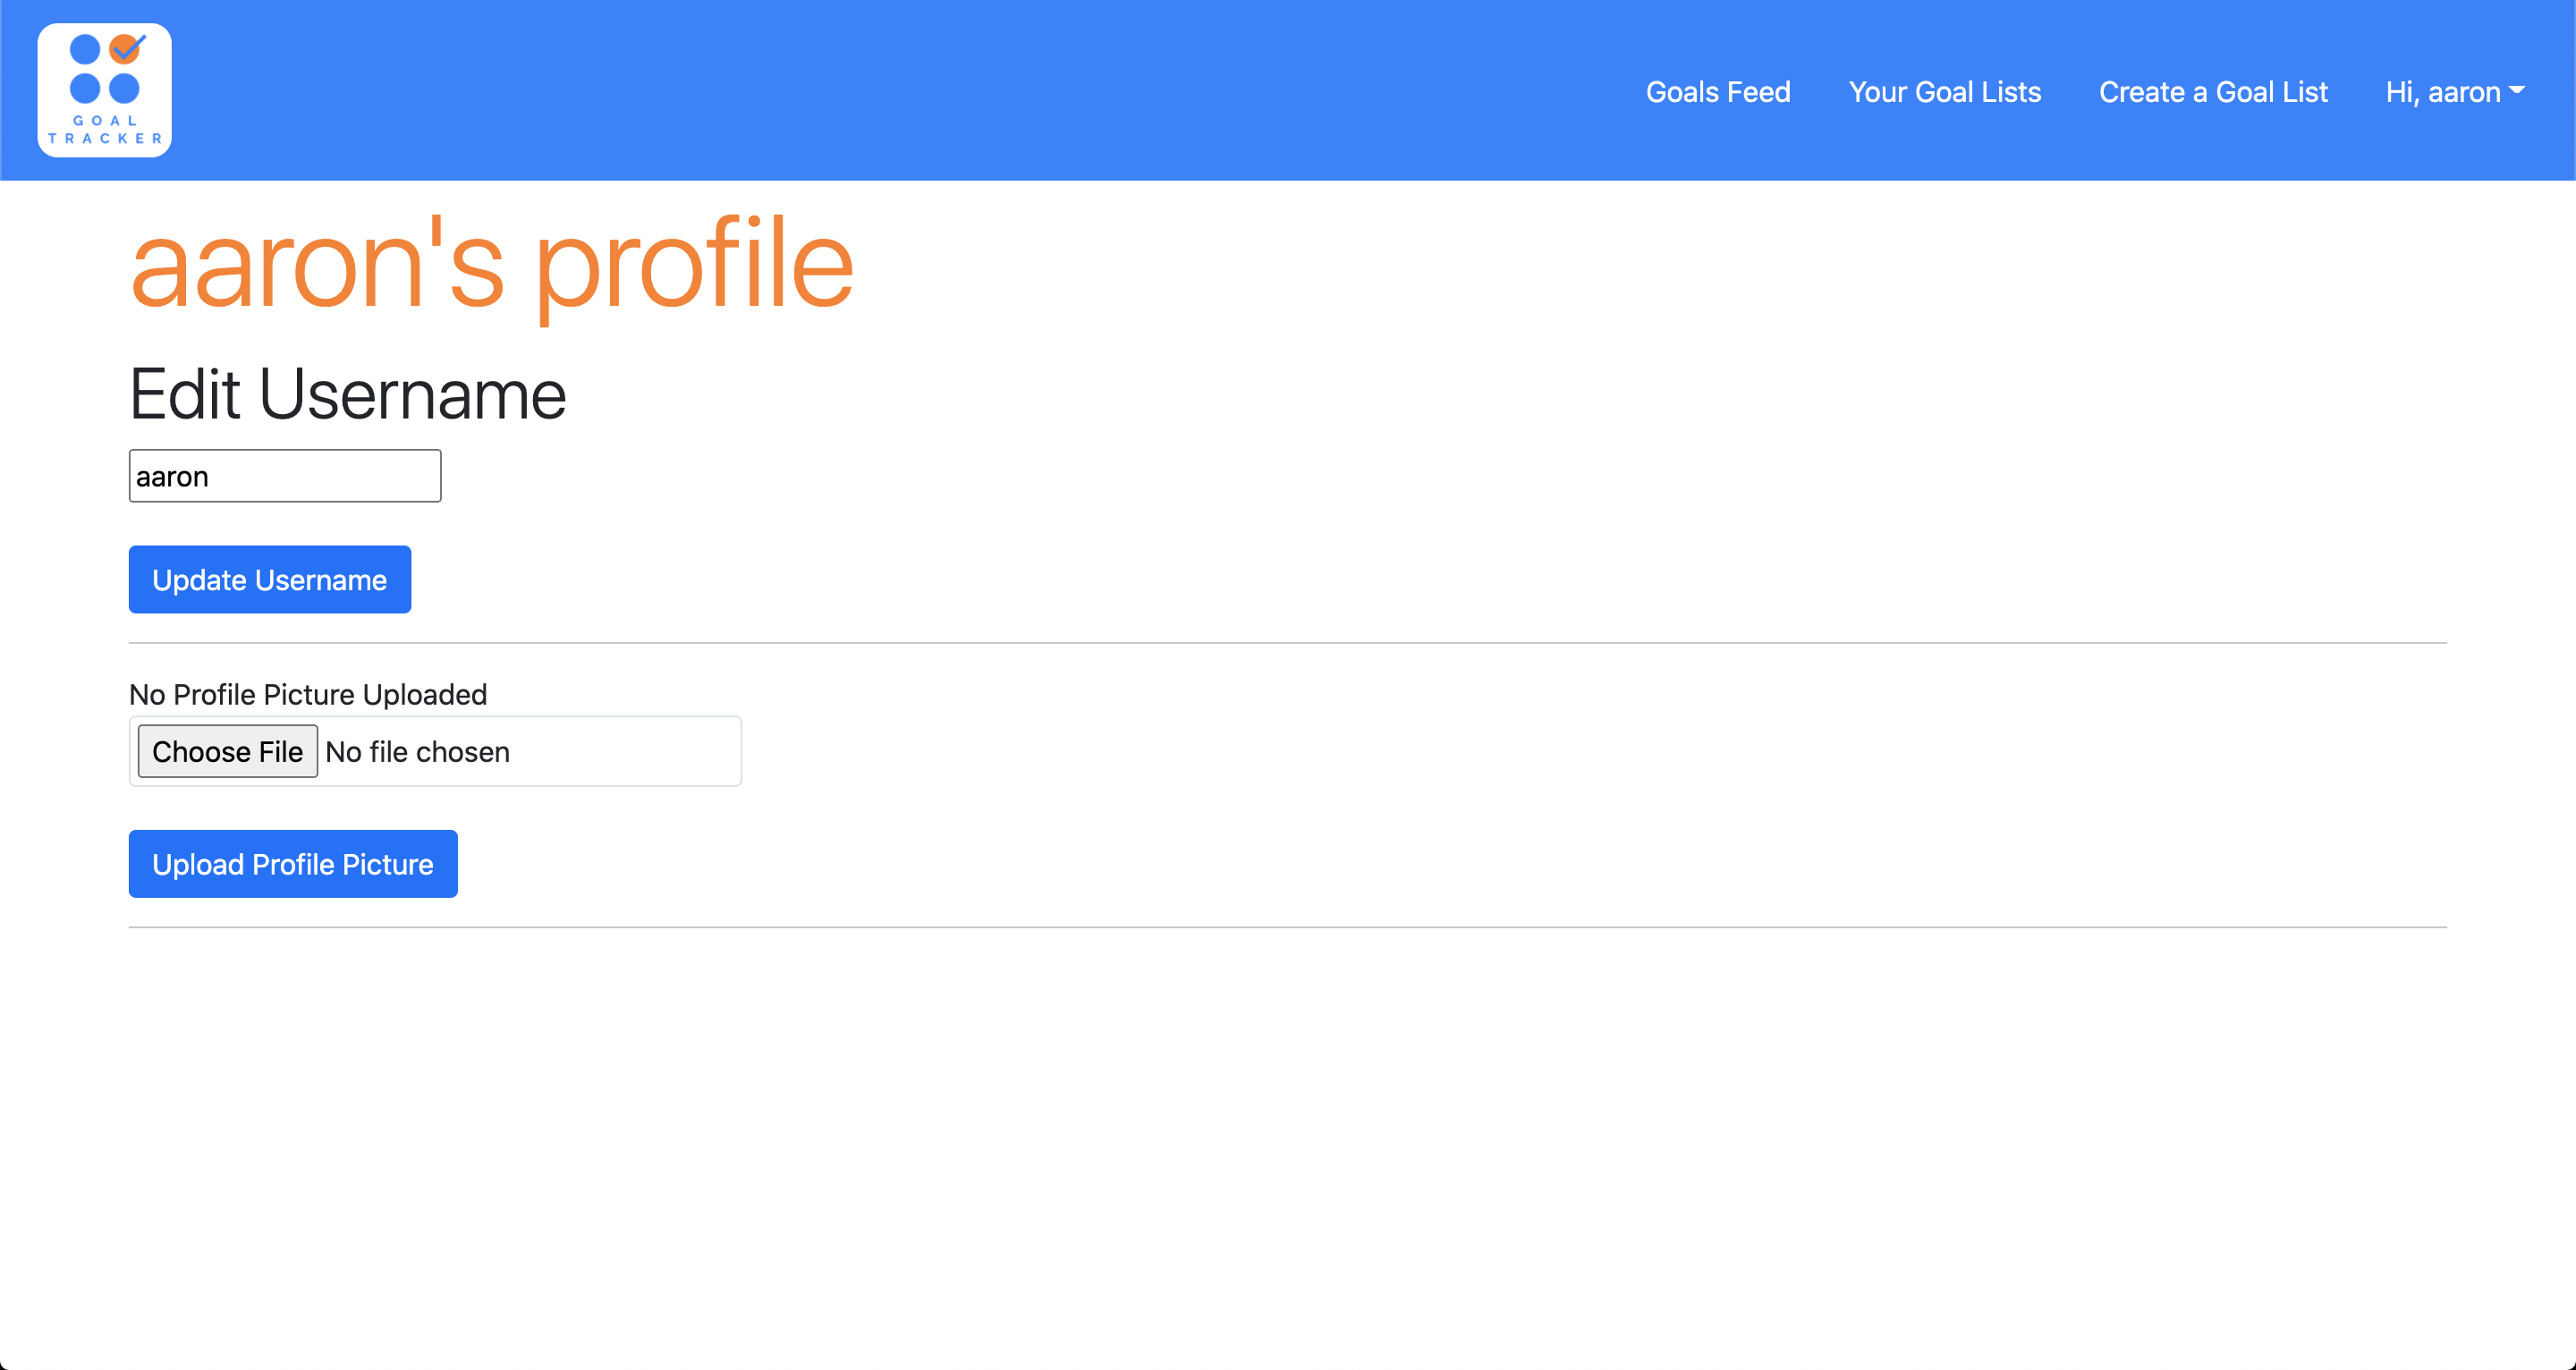 GOAL
TRACKER
Goals Feed
Your Goal Lists
Create a Goal List
Hi, aaron
aaron's profile
Edit Username
aaron
Update Username
No Profile Picture Uploaded
Choose File No file chosen
Upload Profile Picture